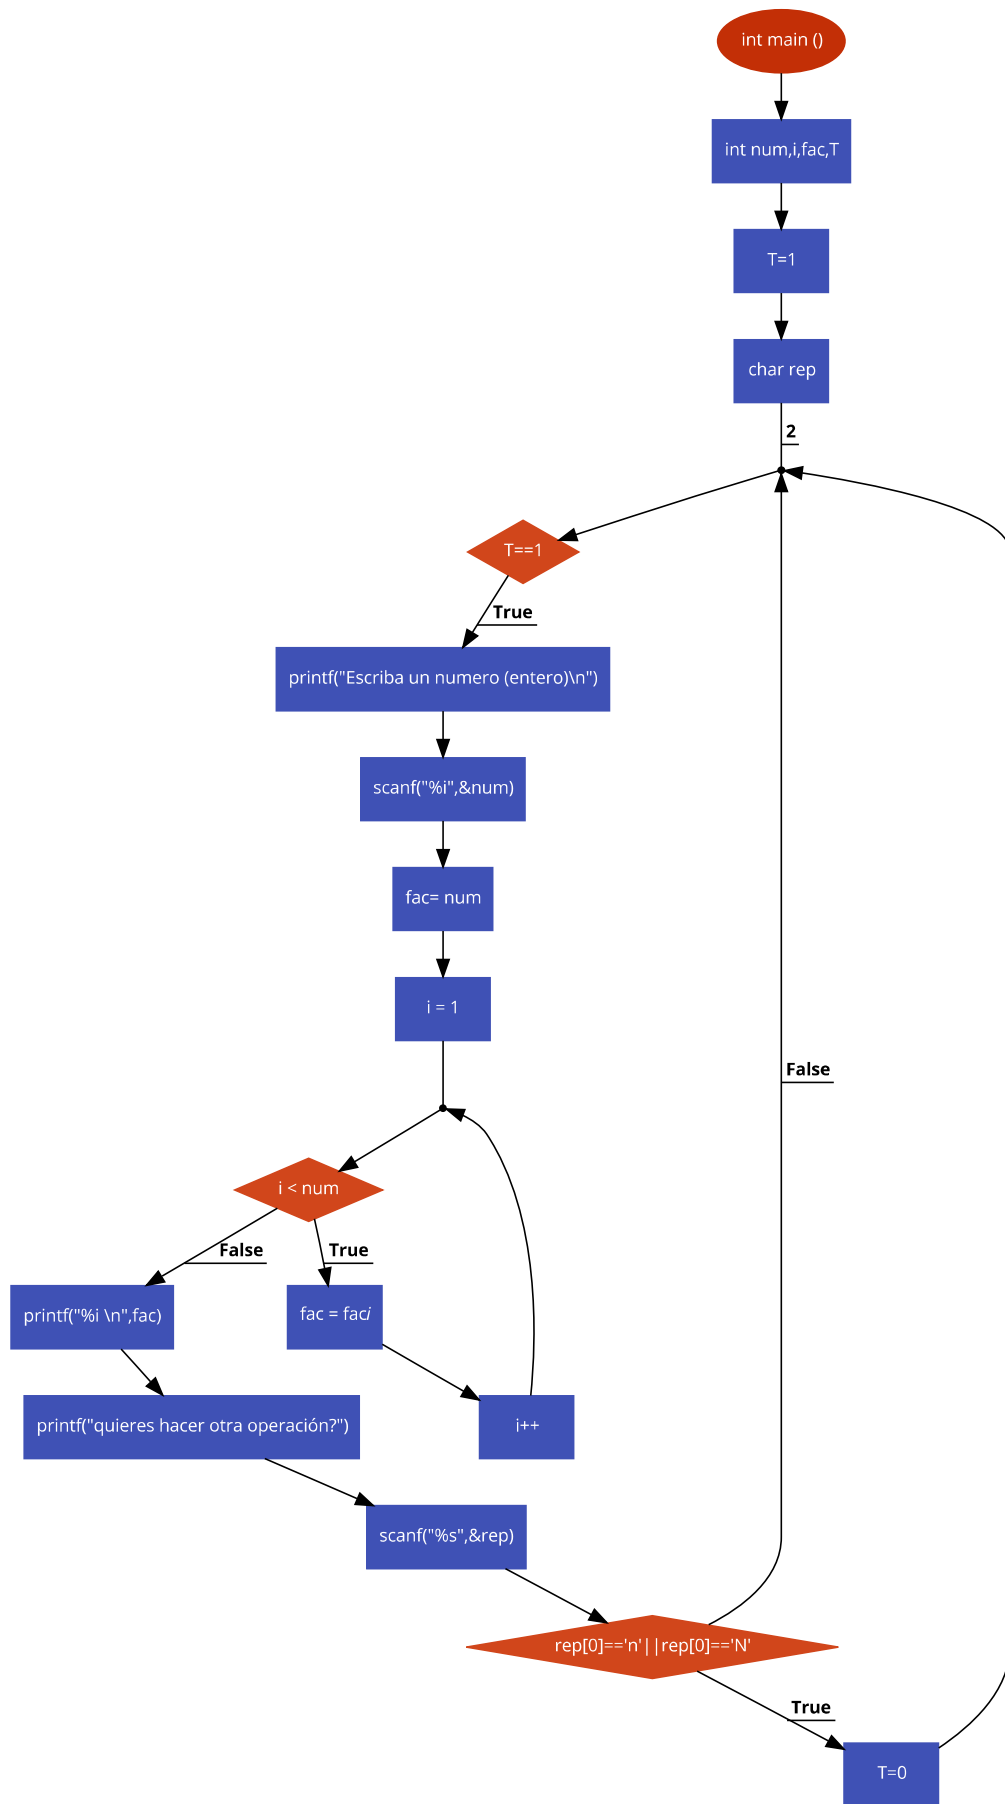 int main ()
int num,i,fac,T
T=1
char rep
2
T==1
True
printf("Escriba un numero (entero)\n")
scanf("%i",&num)
fac= num
i = 1
i < num
False
True
printf("%i \n",fac)
fac = faci
printf("quieres hacer otra operación?")
i++
scanf("%s",&rep)
False
rep[0]=='n'||rep[0]=='N'
True
T=0